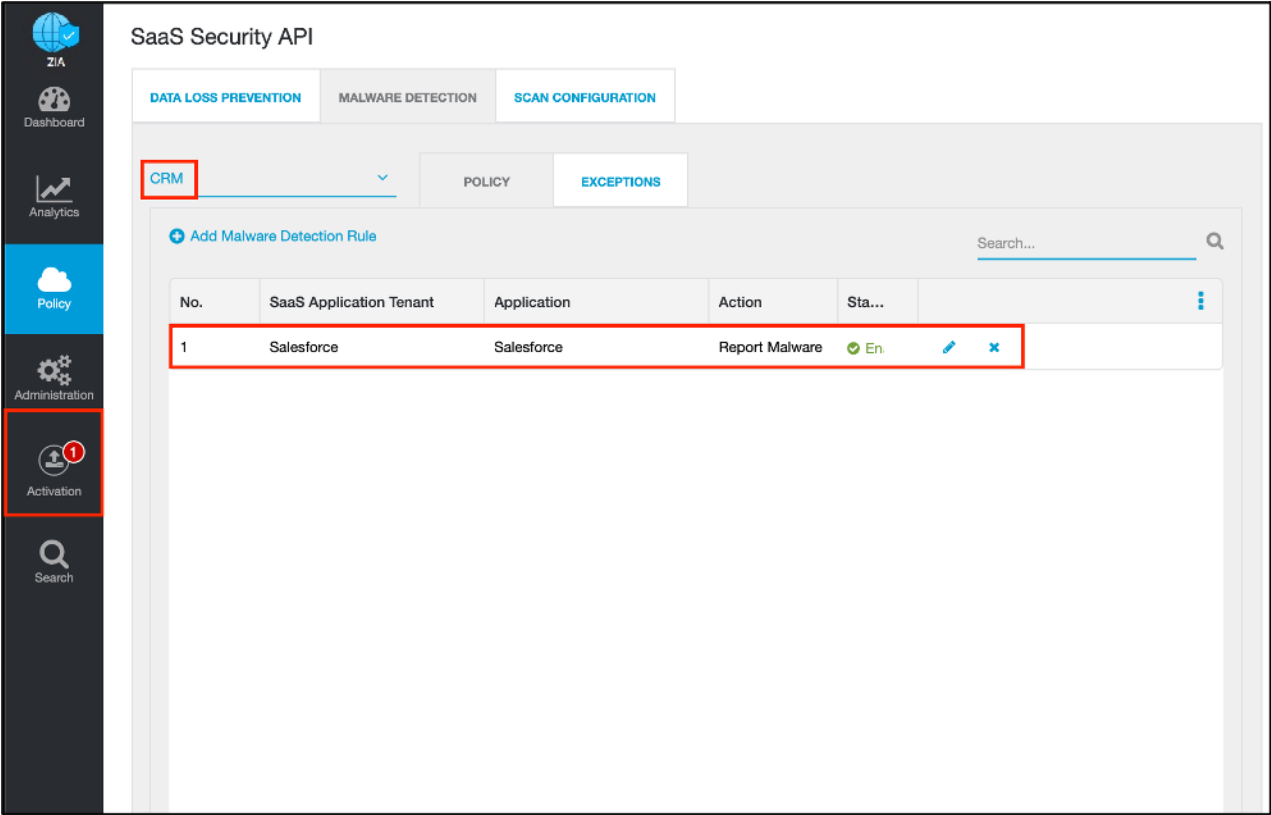 ZIA
Dashboard
Analytics
Policy
Administration
1
Activation
Search
SaaS Security API
DATA LOSS PREVENTION MALWARE DETECTION SCAN CONFIGURATION
CRM POLICY EXCEPTIONS
Add Malware Detection Rule Search...
No. SaaS Application Tenant Application Action Sta...
1 Salesforce Salesforce Report Malware En